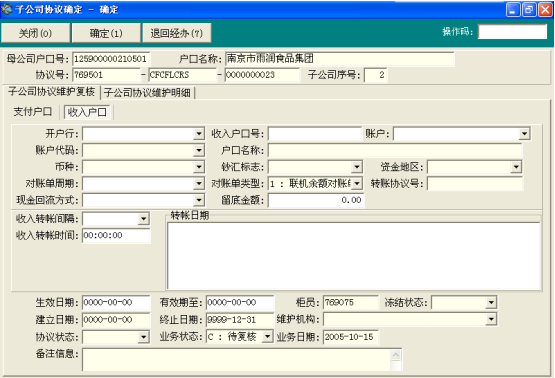 子公司协议确定 - 确定
关闭(0) 确定(1) 退回经办(7) 操作码:
母公司户口号: 125900000210501 户口名称: 南京市雨润食品集团
协议号: 769501 - CFCFLCRS - 0000000023 子公司序号: 2
子公司协议维护复核 子公司协议维护明细
支付户口 收入户口
开户行: 收入户口号: 账户:
账户代码: 户口名称:
币种: 钞汇标志: 资金地区:
对账单周期: 对账单类型: 1 : 联机余额对账 转账协议号:
现金回流方式: 留底金额: 0.00
收入转帐间隔: 转帐日期
收入转帐时间: 00:00:00
生效日期: 0000-00-00 有效期至: 0000-00-00 柜员: 769075 冻结状态:
建立日期: 0000-00-00 终止日期: 9999-12-31 维护机构:
协议状态: 业务状态: C : 待复核 业务日期: 2005-10-15
备注信息: